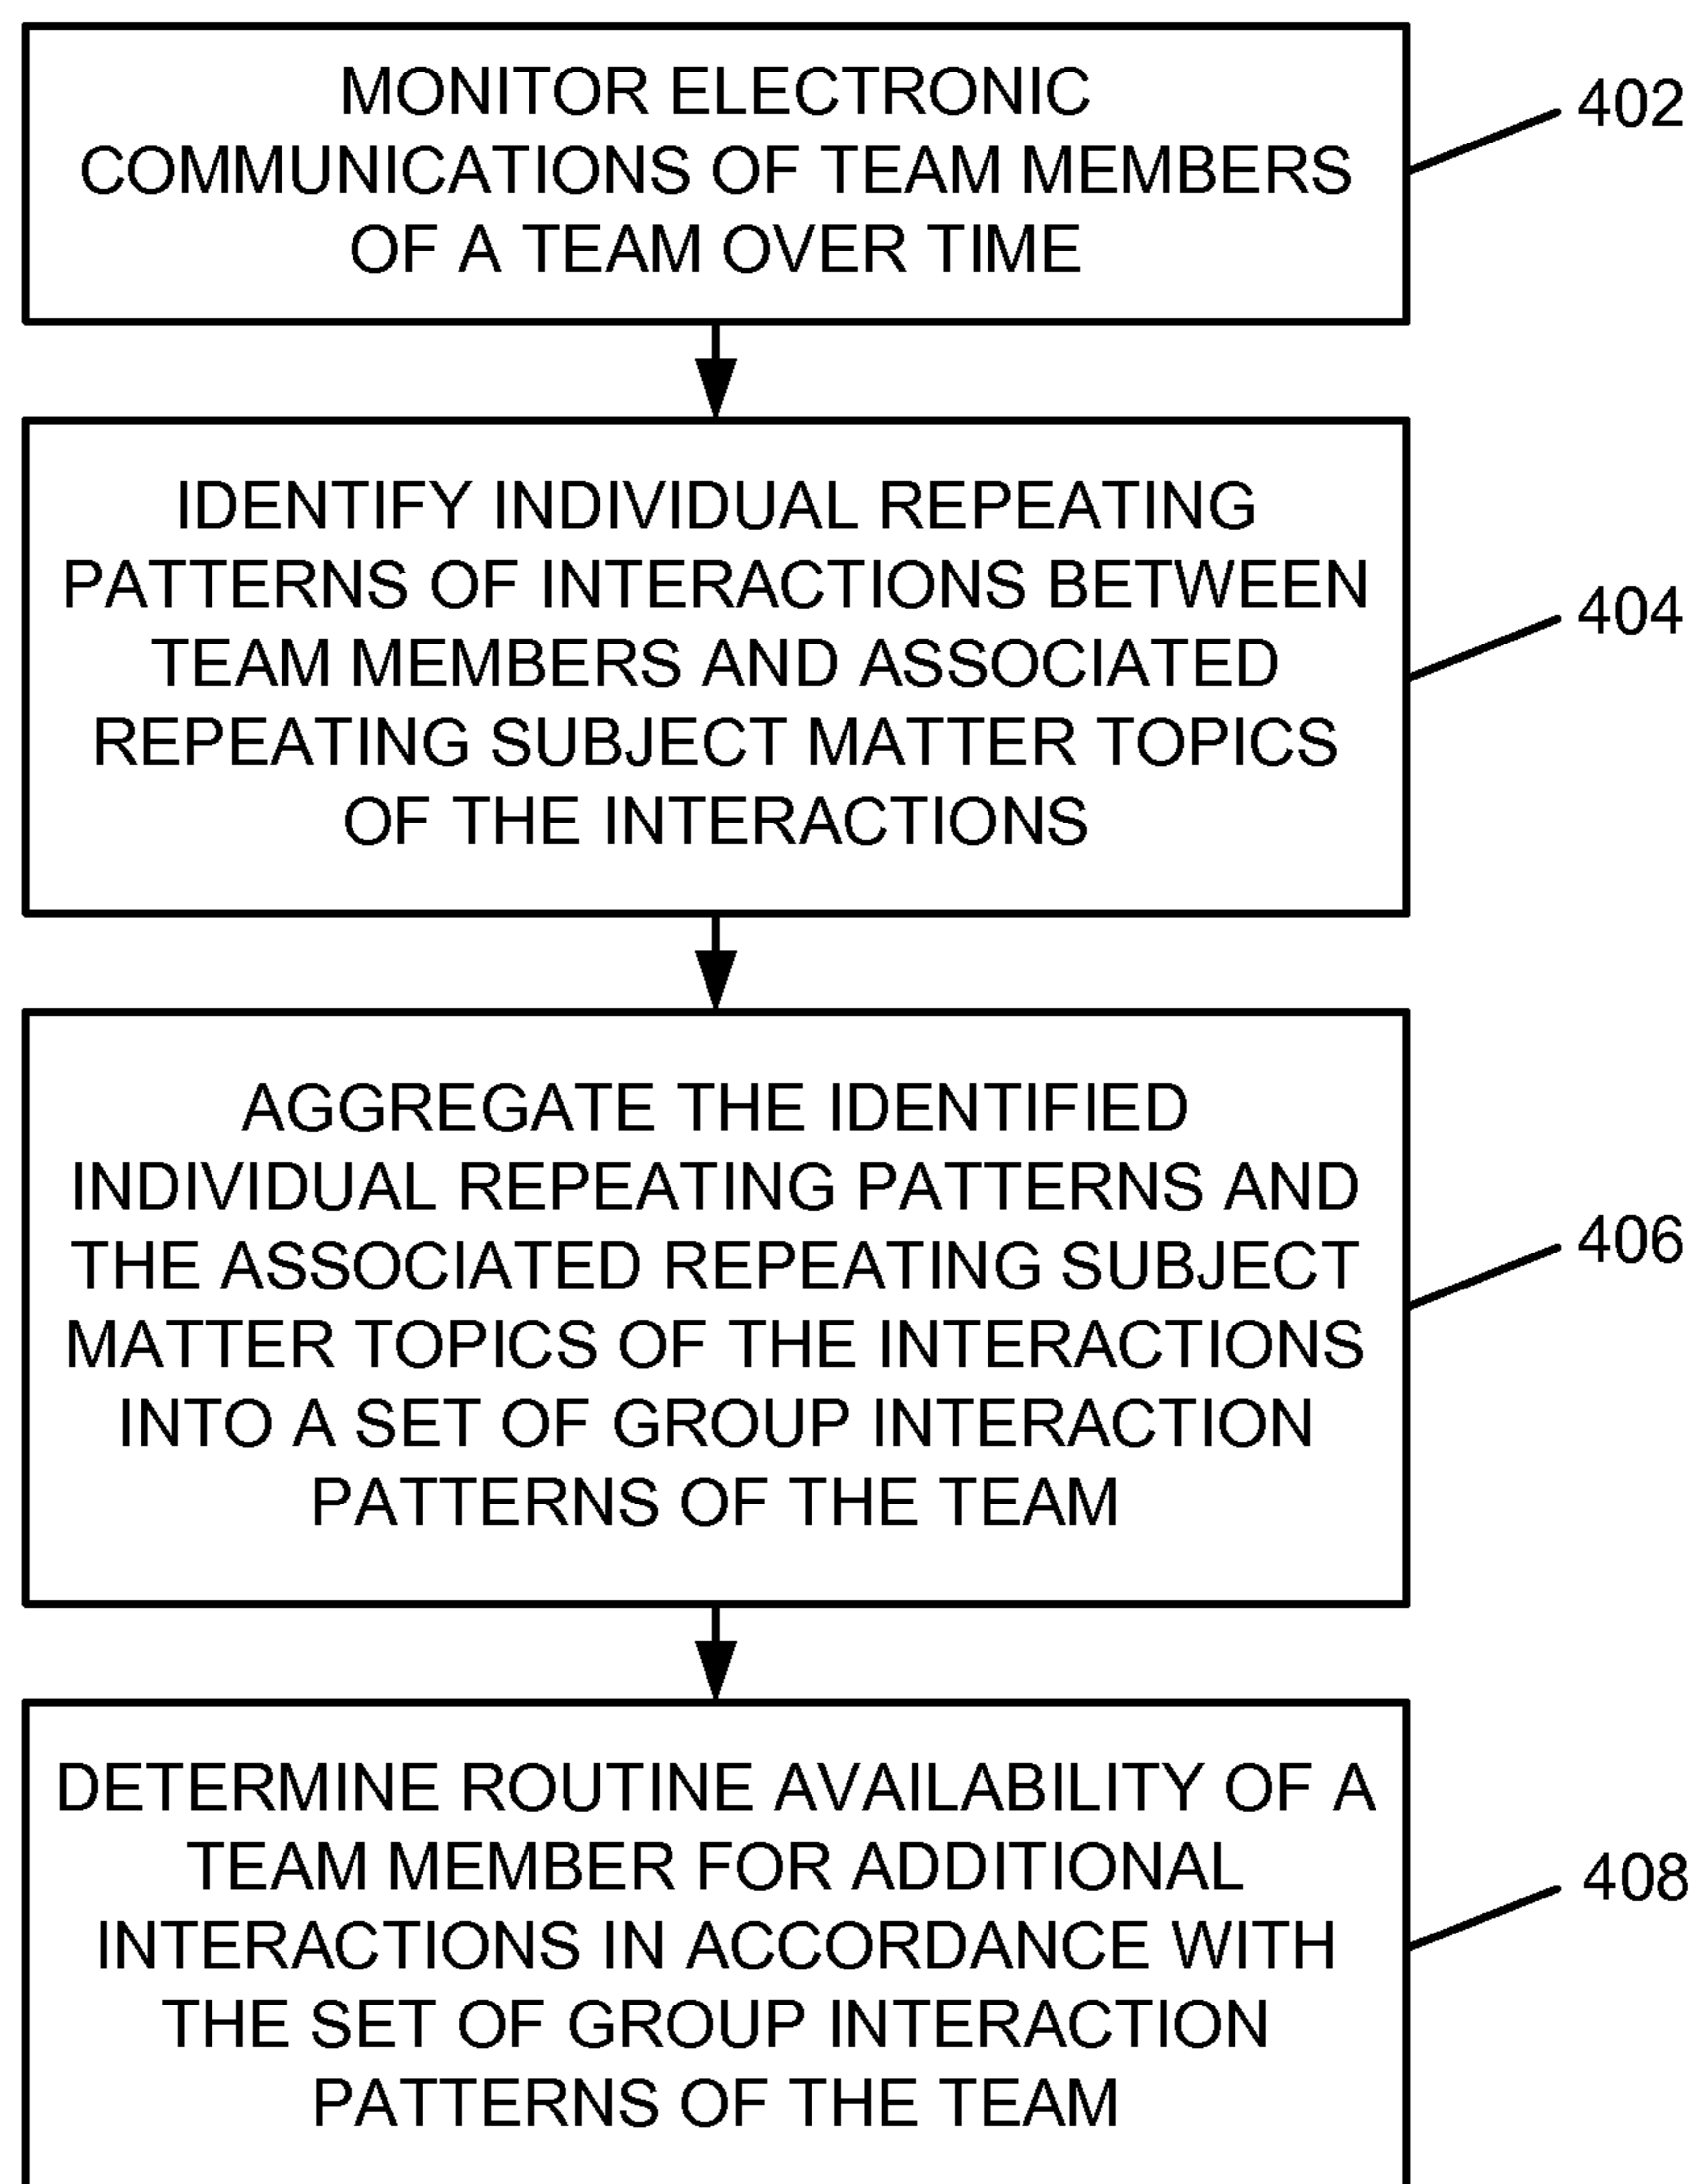 MONITOR ELECTRONIC
COMMUNICATIONS OF TEAM MEMBERS
OF A TEAM OVER TIME
402
IDENTIFY INDIVIDUAL REPEATING
PATTERNS OF INTERACTIONS BETWEEN
TEAM MEMBERS AND ASSOCIATED
REPEATING SUBJECT MATTER TOPICS
OF THE INTERACTIONS
404
AGGREGATE THE IDENTIFIED
INDIVIDUAL REPEATING PATTERNS AND
THE ASSOCIATED REPEATING SUBJECT
MATTER TOPICS OF THE INTERACTIONS
INTO A SET OF GROUP INTERACTION
PATTERNS OF THE TEAM
406
DETERMINE ROUTINE AVAILABILITY OF A
TEAM MEMBER FOR ADDITIONAL
INTERACTIONS IN ACCORDANCE WITH
THE SET OF GROUP INTERACTION
PATTERNS OF THE TEAM
408